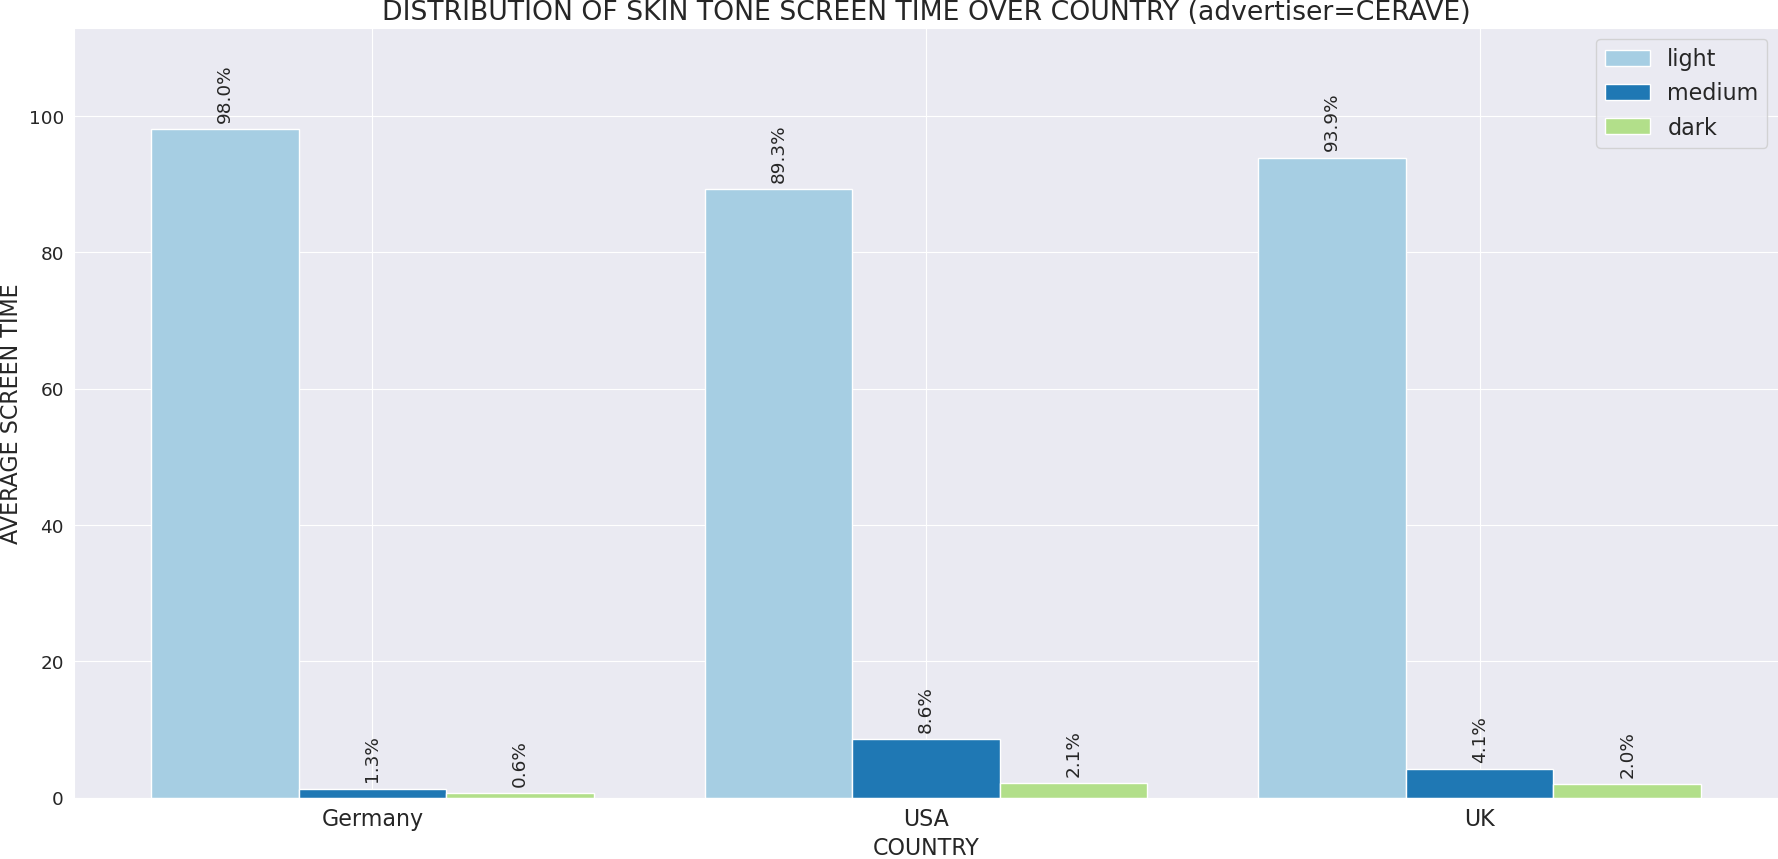 DISTRIBUTION OF SKIN TONE SCREEN TIME OVER COUNTRY (advertiser=CERAVE)
light
medium
dark
AVERAGE SCREEN TIME
100
80
60
40
20
0
98.0%
1.3%
0.6%
89.3%
8.6%
2.1%
93.9%
4.1%
2.0%
Germany
USA
UK
COUNTRY